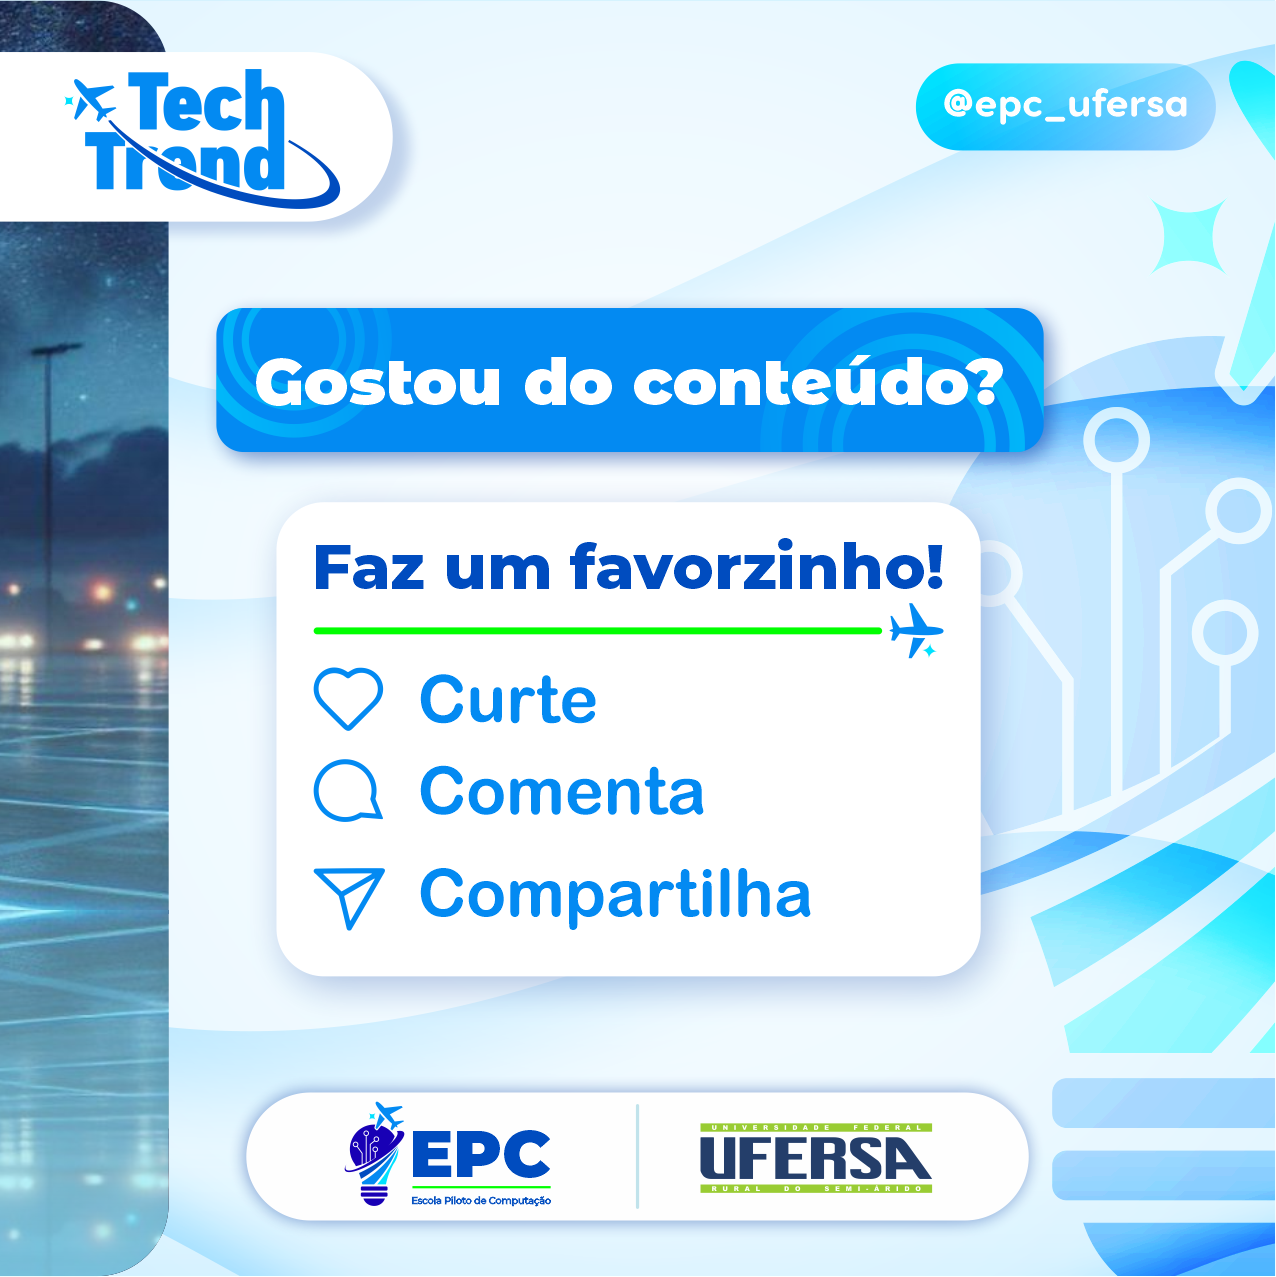 Tech
Trend
@epc_ufersa
Gostou do conteúdo?
Faz um favorzinho!
Curte
Comenta
Compartilha
EPC
Escola Piloto de Computação
UNIVERSIDADE FEDERAL
UFERSA
RURAL DO SEMI-ÁRIDO